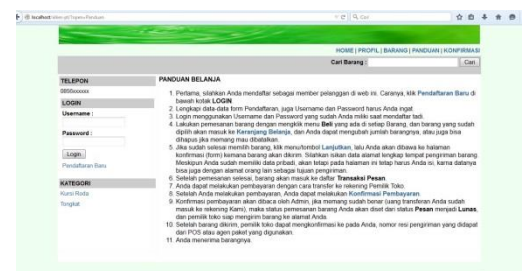 localhost
HOME | PROFIL | BARANG | PANDUAN | KONFIRMASI
Cari Barang : Cari
TELEPON
LOGIN
Username :
Password :
Login
Pendaftaran Baru
KATEGORI
Kursi Roda
Tongkat
PANDUAN BELANJA
1. Pertama, silahkan Anda mendaftar sebagai member pelanggan di web ini. Caranya, klik Pendaftaran Baru di
bawah kotak LOGIN.
2. Lengkapi data-data form Pendaftaran, juga Username dan Password harus Anda ingat.
3. Login menggunakan Username dan Password yang sudah Anda miliki saat mendaftar tadi.
4. Lakukan pemesanan barang dengan mengklik menu Beli yang ada di setiap Barang, dan barang yang sudah
dipilih akan masuk ke Keranjang Belanja, dan Anda dapat mengubah jumlah barangnya, atau juga bisa
dihapus jika memang mau dibatalkan.
5. Jika sudah selesai memilih barang, klik menu/tombol Lanjutkan, lalu Anda akan dibawa ke halaman
konfirmasi (form) kemana barang akan dikirim. Silahkan isikan data alamat lengkap tempat pengiriman barang.
Meskipun Anda sudah memiliki data pribadi, akan tetapi pada halaman ini tetap harus Anda isi, karna datanya
bisa juga dengan alamat orang lain sebagai tujuan pengiriman.
6. Setelah pemesanan selesai, barang akan masuk ke daftar Transaksi Pesan.
7. Anda dapat melakukan pembayaran dengan cara transfer ke rekening Pemilik Toko.
8. Setelah Anda melakukan pembayaran, Anda dapat melakukan Konfirmasi Pembayaran.
9. Konfirmasi pembayaran akan dibaca oleh Admin, jika memang sudah benar (uang transferan Anda sudah
masuk ke rekening Kami), maka status pemesanan barang Anda akan diset dari status Pesan menjadi Lunas,
dan pemilik toko siap mengirim barang ke alamat Anda.
10. Setelah barang dikirim, pemilik toko dapat mengkonfirmasi ke pada Anda, nomor resi pengiriman yang didapat
dari POS atau agen paket yang digunakan.
11. Anda menerima barangnya.